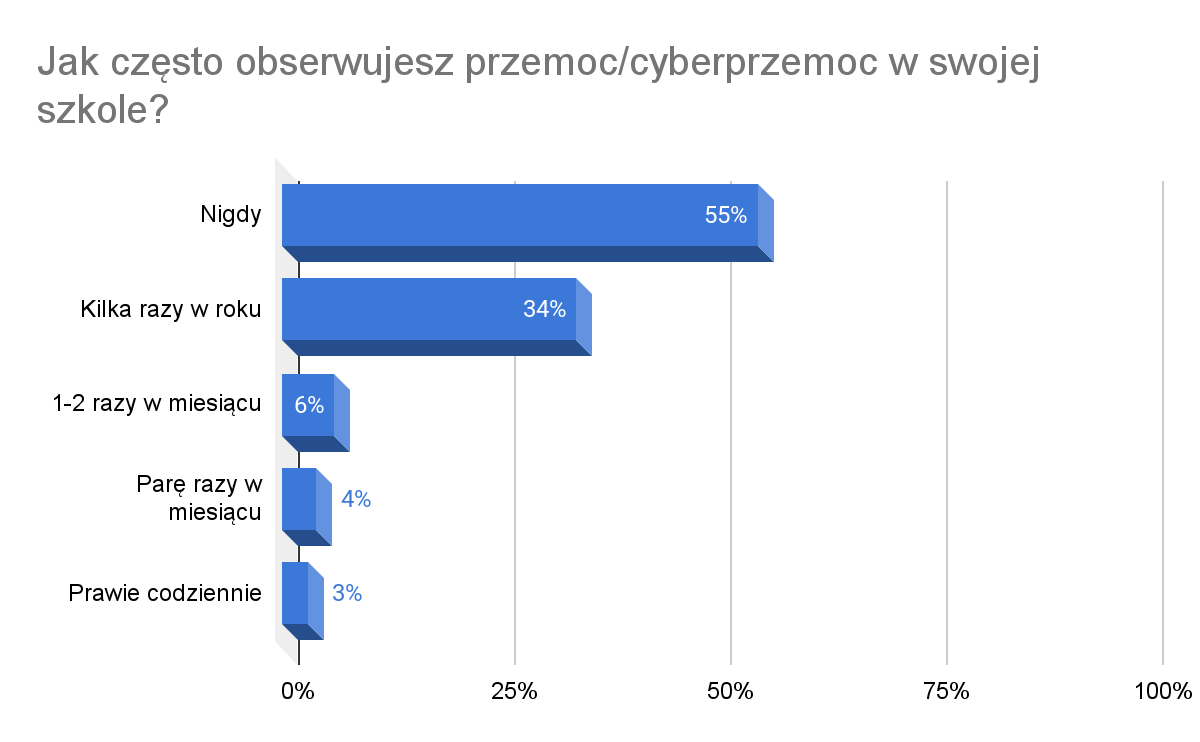 Jak często obserwujesz przemoc/cyberprzemoc w swojej
szkole?
Nigdy
55%
Kilka razy w roku
34%
1-2 razy w miesiącu
6%
Parę razy w
miesiącu
4%
Prawie codziennie
3%
0%
25%
50%
75%
100%